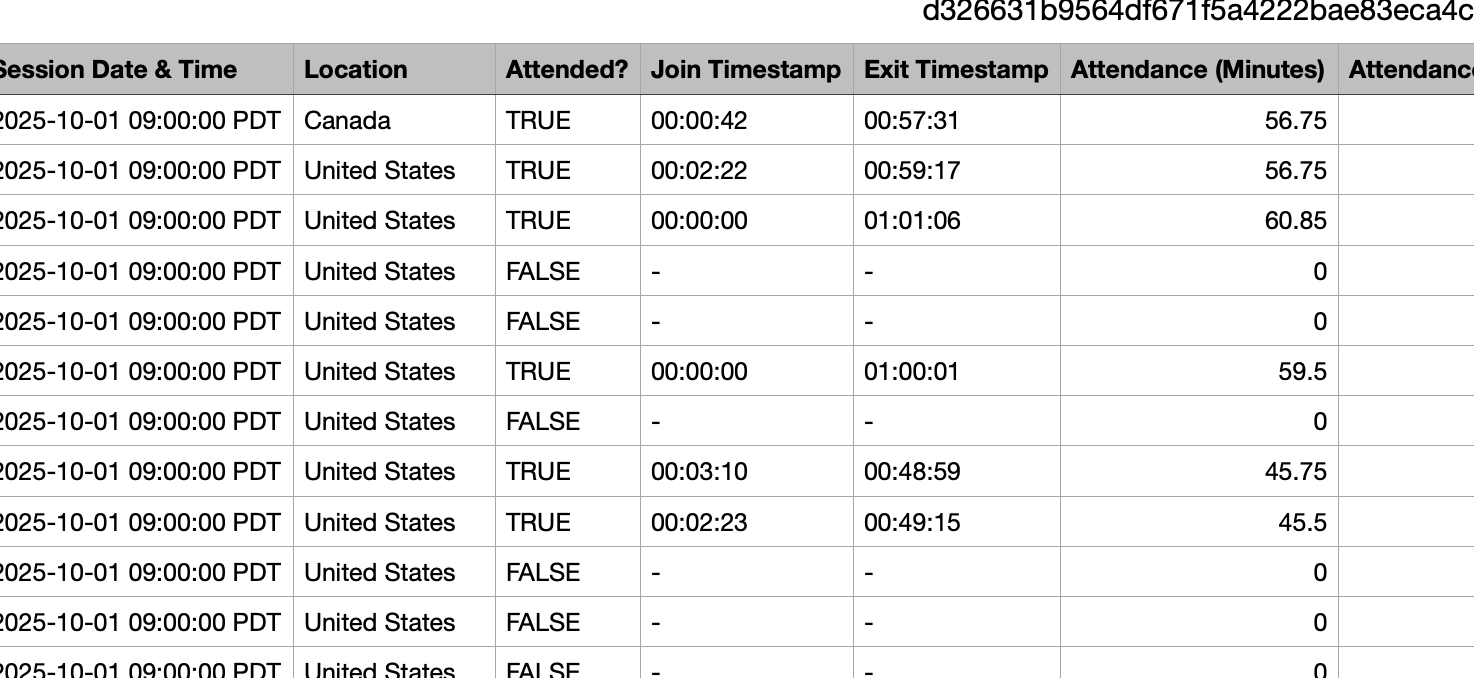 d326631b9564df671f5a4222bae83eca4c
Session Date & Time Location Attended? Join Timestamp Exit Timestamp Attendance (Minutes) Attendanc
2025-10-01 09:00:00 PDT Canada TRUE 00:00:42 00:57:31 56.75
2025-10-01 09:00:00 PDT United States TRUE 00:02:22 00:59:17 56.75
2025-10-01 09:00:00 PDT United States TRUE 00:00:00 01:01:06 60.85
2025-10-01 09:00:00 PDT United States FALSE - - 0
2025-10-01 09:00:00 PDT United States FALSE - - 0
2025-10-01 09:00:00 PDT United States TRUE 00:00:00 01:00:01 59.5
2025-10-01 09:00:00 PDT United States FALSE - - 0
2025-10-01 09:00:00 PDT United States TRUE 00:03:10 00:48:59 45.75
2025-10-01 09:00:00 PDT United States TRUE 00:02:23 00:49:15 45.5
2025-10-01 09:00:00 PDT United States FALSE - - 0
2025-10-01 09:00:00 PDT United States FALSE - - 0
2025-10-01 09:00:00 PDT United States FALSE - - 0